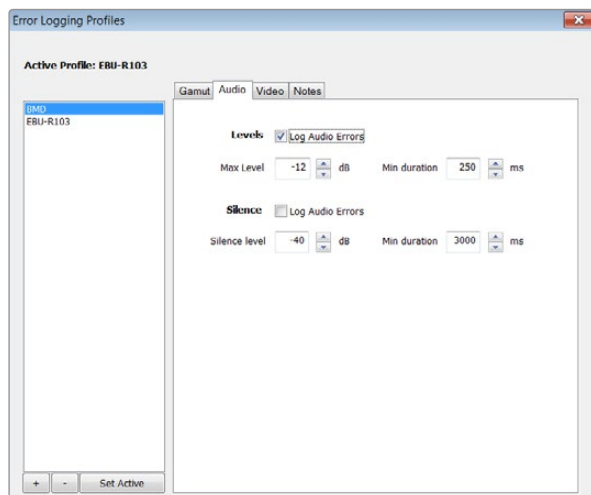 Error Logging Profiles
Active Profile: EBU-R103
BMD
EBU-R103
Gamut Audio Video Notes
Levels Log Audio Errors
Max Level -12 dB Min duration 250 ms
Silence Log Audio Errors
Silence level -40 dB Min duration 3000 ms
+ - Set Active